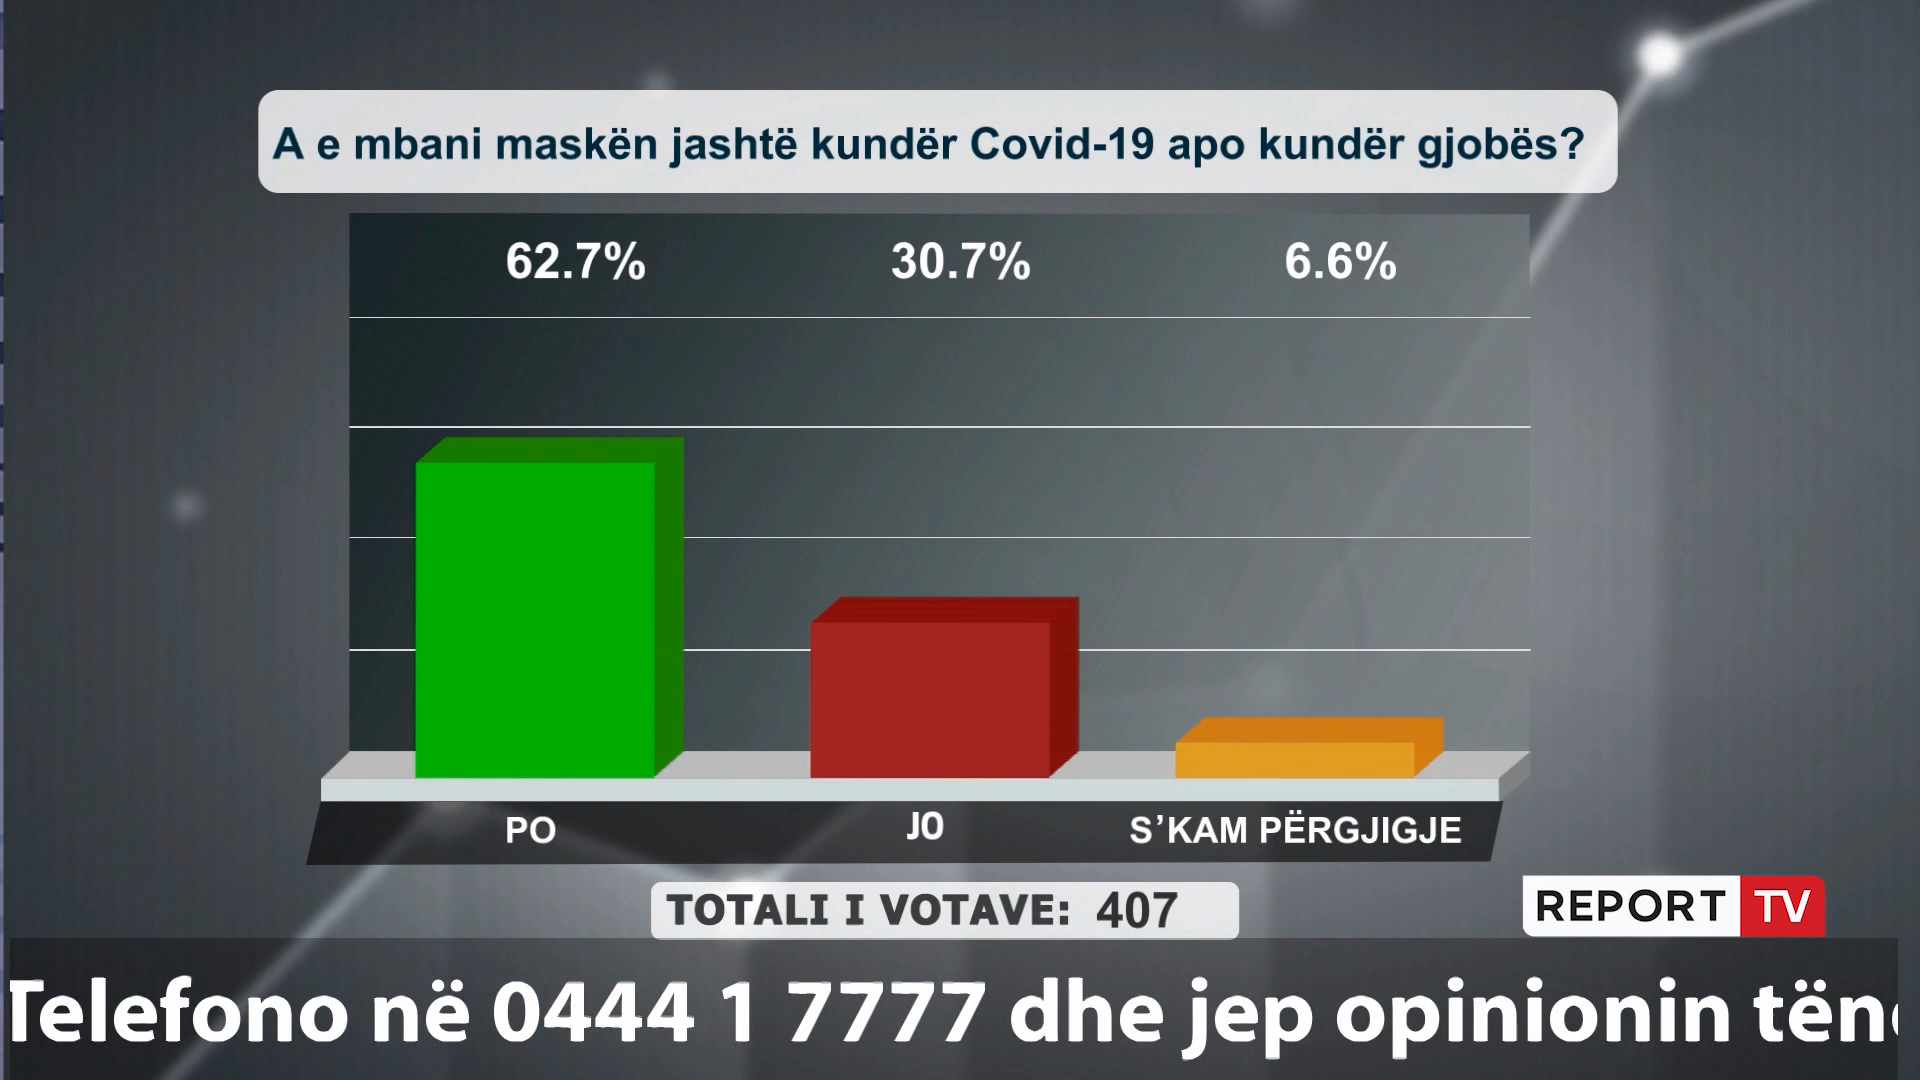 A e mbani maskën jashtë kundër Covid-19 apo kundër gjobës?
62.7% 30.7% 6.6%
PO JO S'KAM PËRGJIGJE
TOTALI I VOTAVE: 407
REPORT TV
Telefono në 0444 1 7777 dhe jep opinionin tën